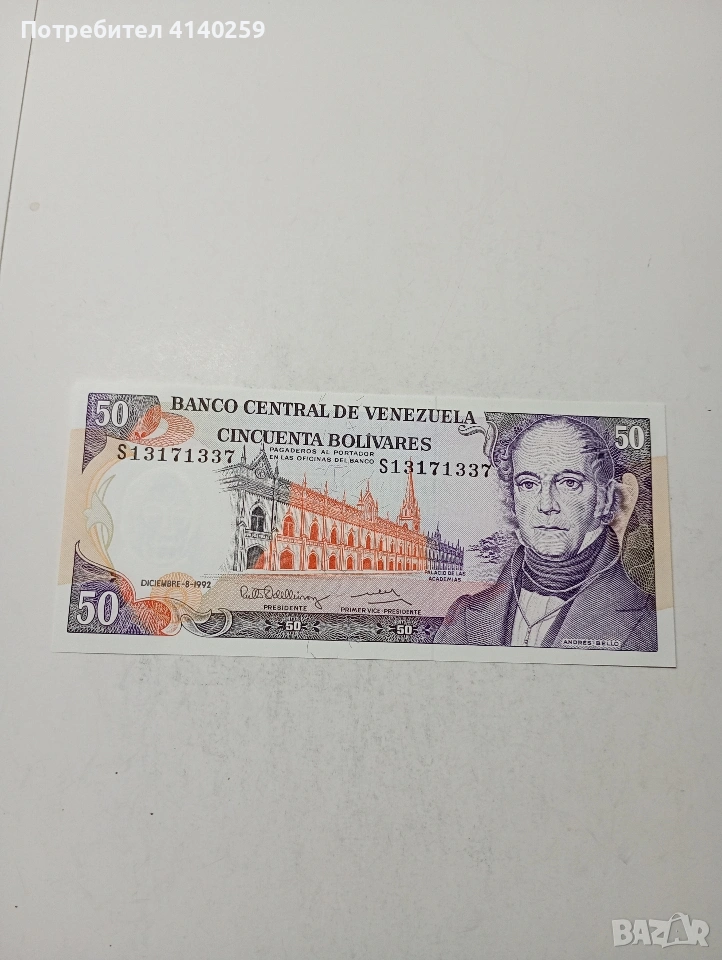 Потребител 4140259
50
BANCO CENTRAL DE VENEZUELA
50
CINCUENTA BOLÍVARES
S13171337
PAGADEROS AL PORTADOR
EN LAS OFICINAS DEL BANCO
S13171337
PALACIO DE LAS
ACADEMIAS
DICIEMBRE-8-1992
PRESIDENTE
PRIMER VICE-PRESIDENTE
50
50
50
ANDRES BELLO
BAZAR